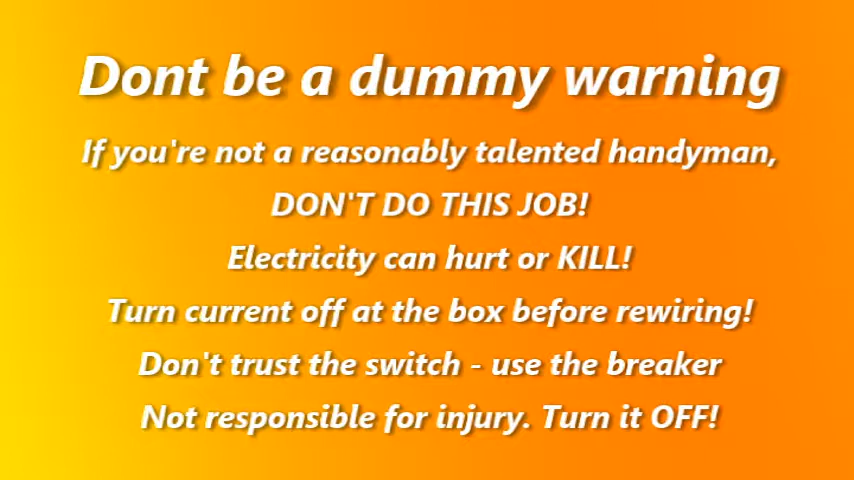 Dont be a dummy warning
If you're not a reasonably talented handyman,
DON'T DO THIS JOB!
Electricity can hurt or KILL!
Turn current off at the box before rewiring!
Don't trust the switch - use the breaker
Not responsible for injury. Turn it OFF!